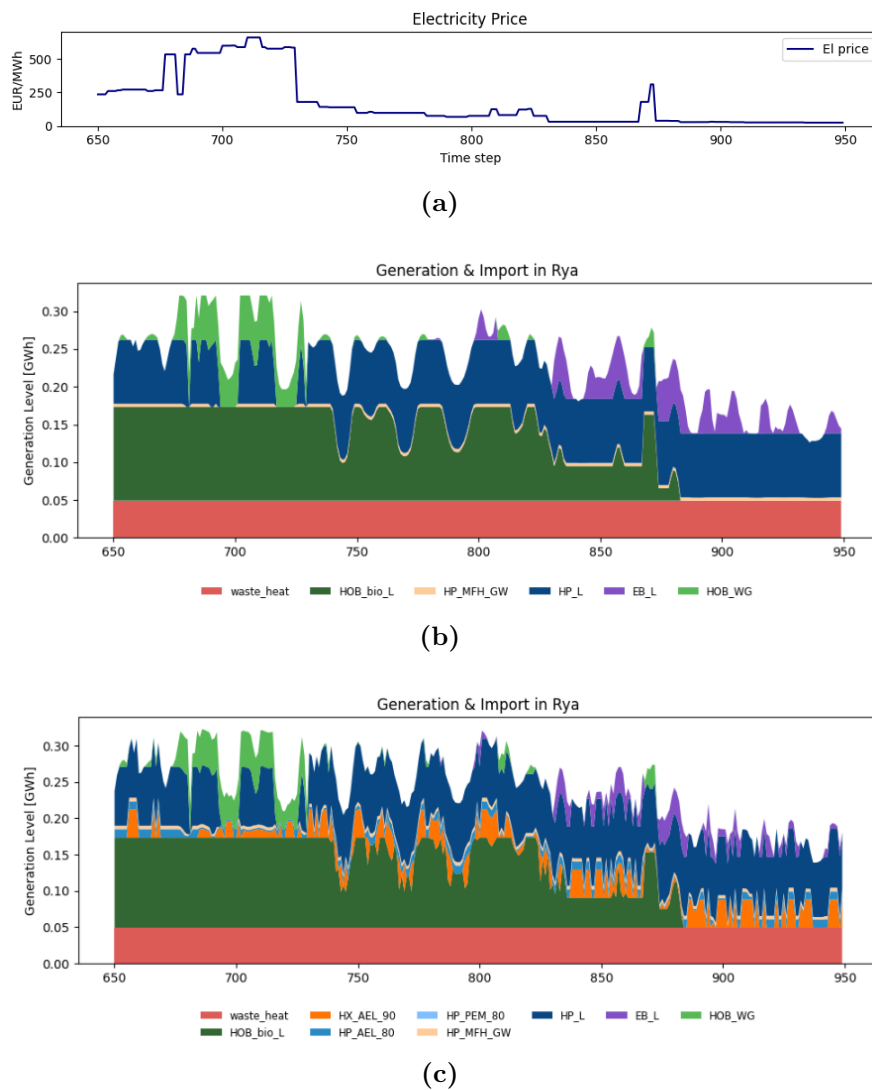 Electricity Price
El price
EUR/MWh
500
250
0
650 700 750 800 850 900 950
Time step
(a)
Generation & Import in Rya
Generation Level [GWh]
0.30
0.25
0.20
0.15
0.10
0.05
0.00
650 700 750 800 850 900 950
waste_heat HOB_bio_L HP_MFH_GW HP_L EB_L HOB_WG
(b)
Generation & Import in Rya
Generation Level [GWh]
0.30
0.25
0.20
0.15
0.10
0.05
0.00
650 700 750 800 850 900 950
waste_heat HX_AEL_90 HP_PEM_80 HP_L EB_L HOB_WG
HOB_bio_L HP_AEL_80 HP_MFH_GW
(c)